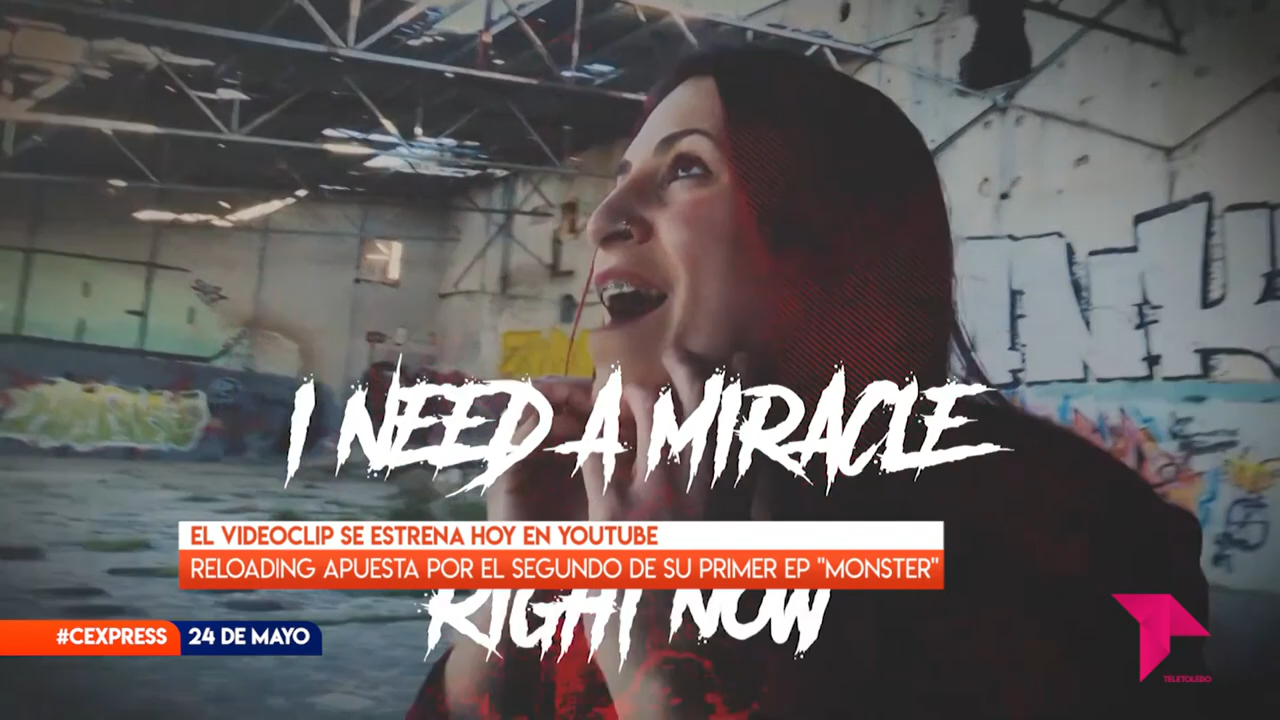 I NEED A MIRACLE
EL VIDEOCLIP SE ESTRENA HOY EN YOUTUBE
RELOADING APUESTA POR EL SEGUNDO DE SU PRIMER EP "MONSTER"
RIGHT NOW
#CEXPRESS 24 DE MAYO
TELETOLEDO